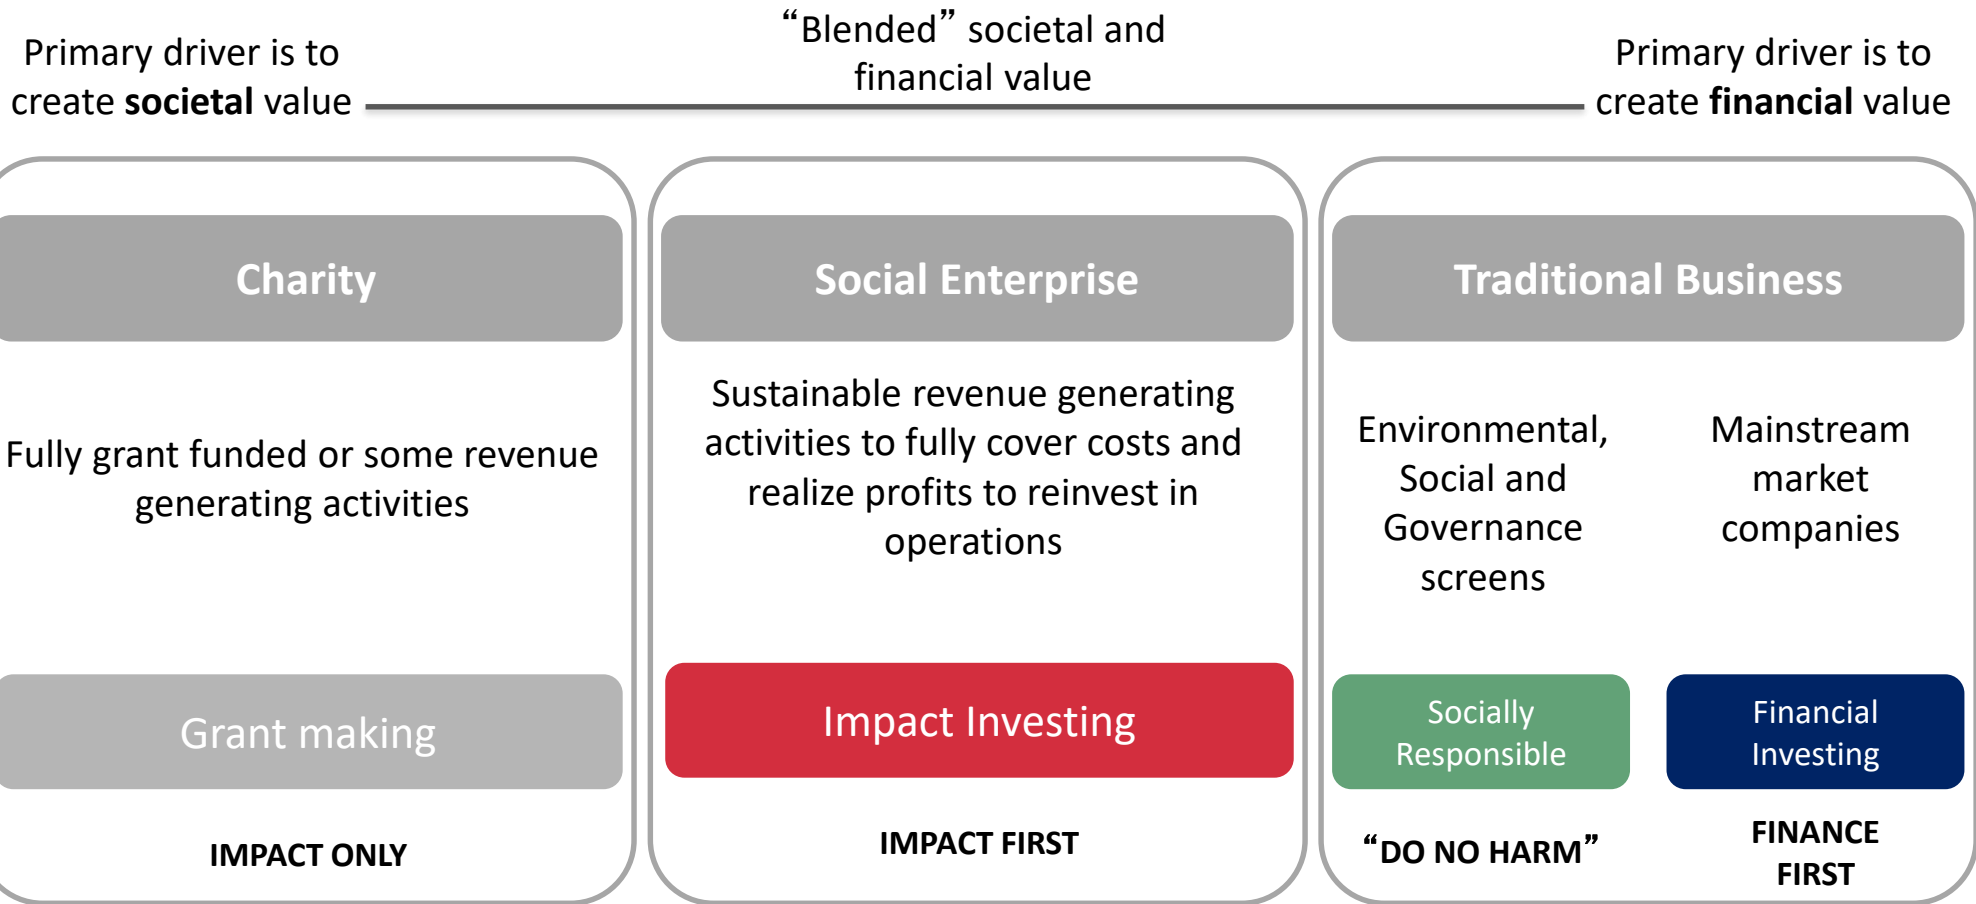 Primary driver is to
create societal value
“Blended” societal and
financial value
Primary driver is to
create financial value
Charity
Fully grant funded or some revenue
generating activities
Grant making
IMPACT ONLY
Social Enterprise
Sustainable revenue generating
activities to fully cover costs and
realize profits to reinvest in
operations
Impact Investing
IMPACT FIRST
Traditional Business
Environmental,
Social and
Governance
screens
Socially
Responsible
“DO NO HARM”
Mainstream
market
companies
Financial
Investing
FINANCE
FIRST